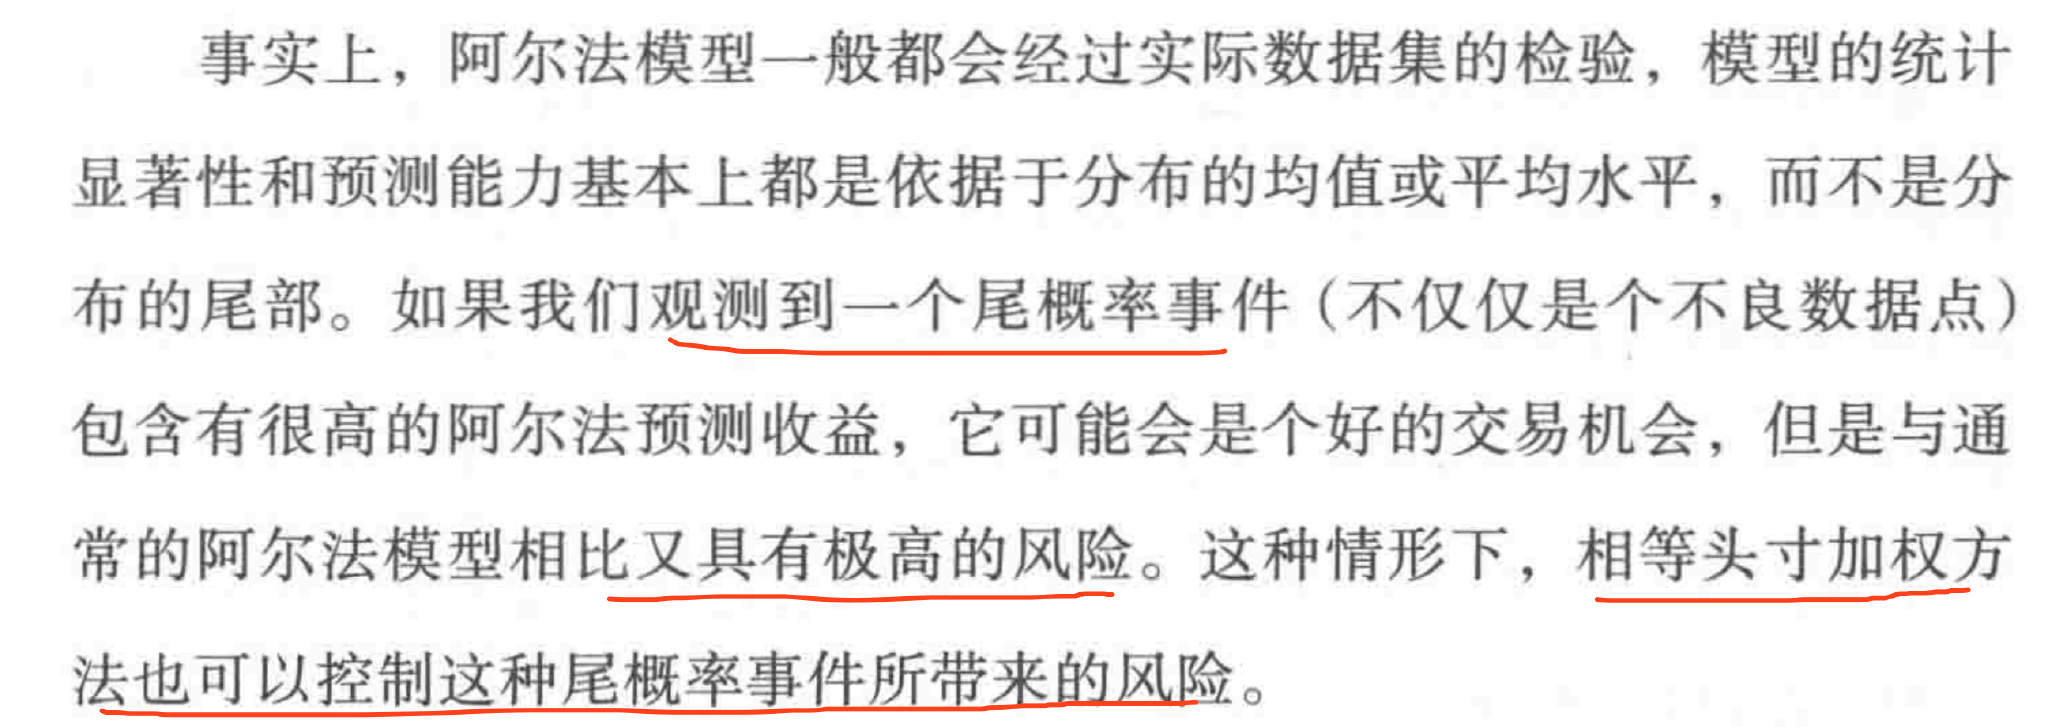 事实上，阿尔法模型一般都会经过实际数据集的检验，模型的统计
显著性和预测能力基本上都是依据于分布的均值或平均水平，而不是分
布的尾部。如果我们观测到一个尾概率事件（不仅仅是个不良数据点）
包含有很高的阿尔法预测收益，它可能会是个好的交易机会，但是与通
常的阿尔法模型相比又具有极高的风险。这种情形下，相等头寸加权方
法也可以控制这种尾概率事件所带来的风险。